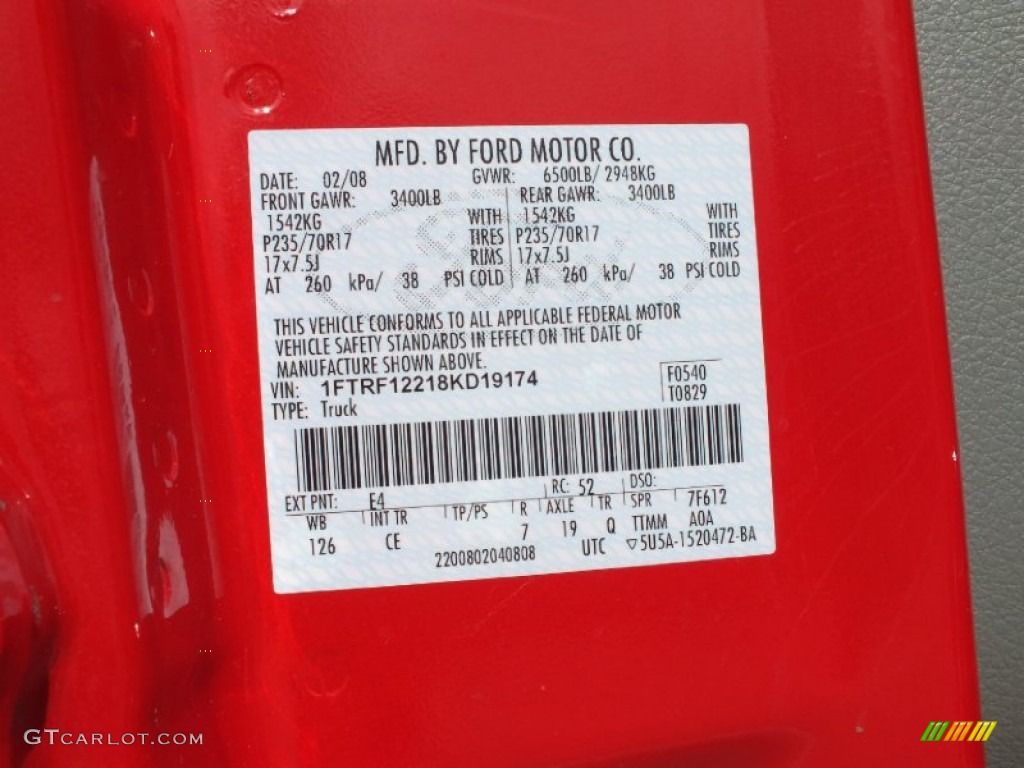 MFD. BY FORD MOTOR CO.
DATE: 02/08 GVWR: 6500LB/ 2948KG
FRONT GAWR: 3400LB REAR GAWR: 3400LB
1542KG WITH 1542KG WITH
P235/70R17 TIRES P235/70R17 TIRES
17x7.5J RIMS 17x7.5J RIMS
AT 260 kPa/ 38 PSI COLD AT 260 kPa/ 38 PSI COLD
THIS VEHICLE CONFORMS TO ALL APPLICABLE FEDERAL MOTOR
VEHICLE SAFETY STANDARDS IN EFFECT ON THE DATE OF
MANUFACTURE SHOWN ABOVE.
VIN: 1FTRF12218KD19174 F0540
TYPE: Truck T0829
EXT PNT: E4 RC: 52 DSO:
WB INT TR TP/PS R AXLE TR SPR 7F612
126 CE 7 19 Q TTMM A0A
2200802040808 UTC ▽5U5A-1520472-BA
GTCARLOT.COM